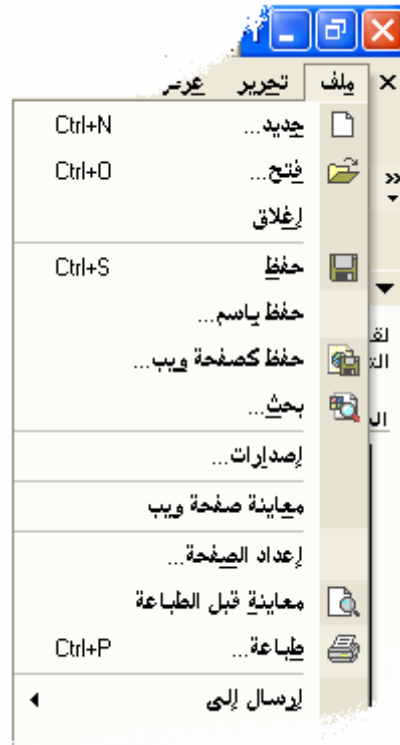 ملف تحرير عرض
جديد... Ctrl+N
فتح... Ctrl+O
إغلاق
حفظ Ctrl+S
حفظ باسم...
حفظ كصفحة ويب...
بحث...
إصدارات...
معاينة صفحة ويب
إعداد الصفحة...
معاينة قبل الطباعة
طباعة... Ctrl+P
إرسال إلى